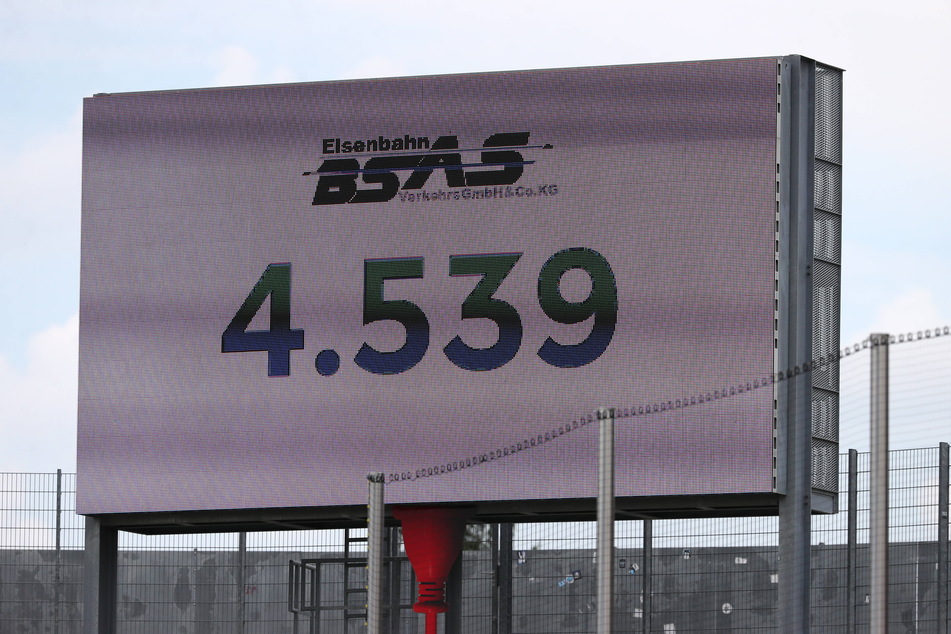 Eisenbahn
BSAS
VerkehrsGmbH&Co.KG
4.539